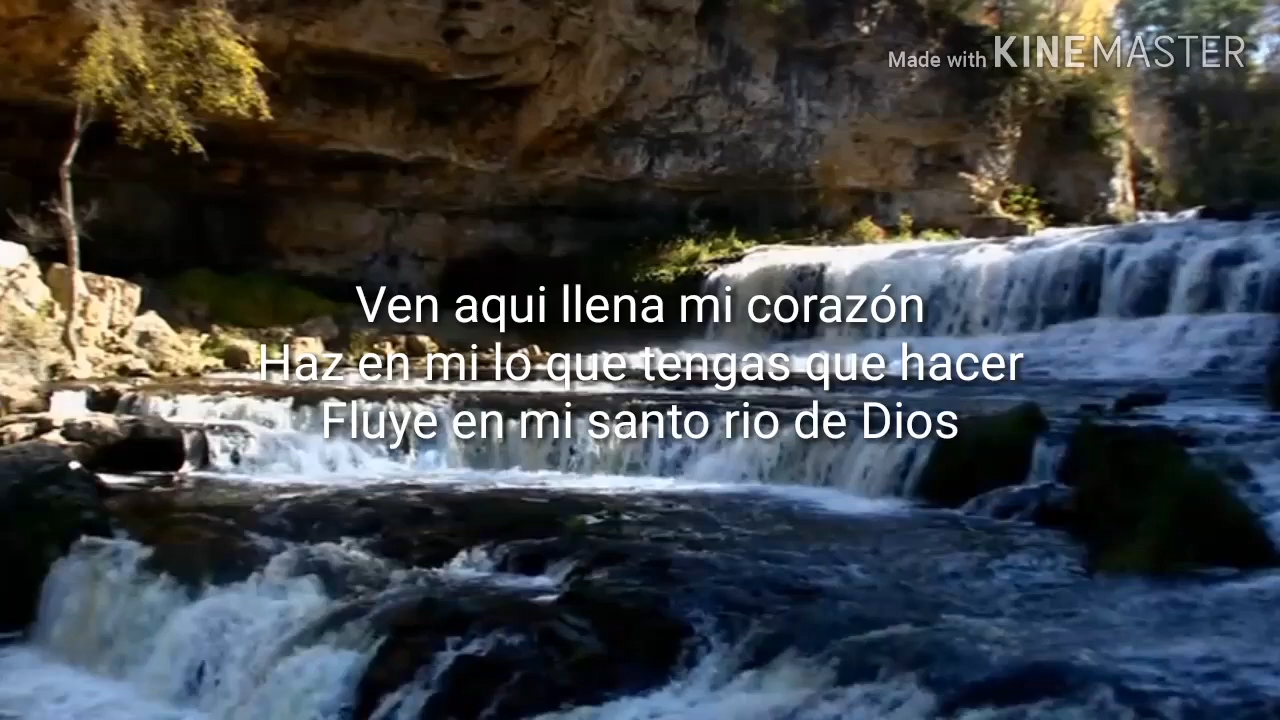 Made with KINEMASTER
Ven aqui llena mi corazón
Haz en mi lo que tengas que hacer
Fluye en mi santo rio de Dios